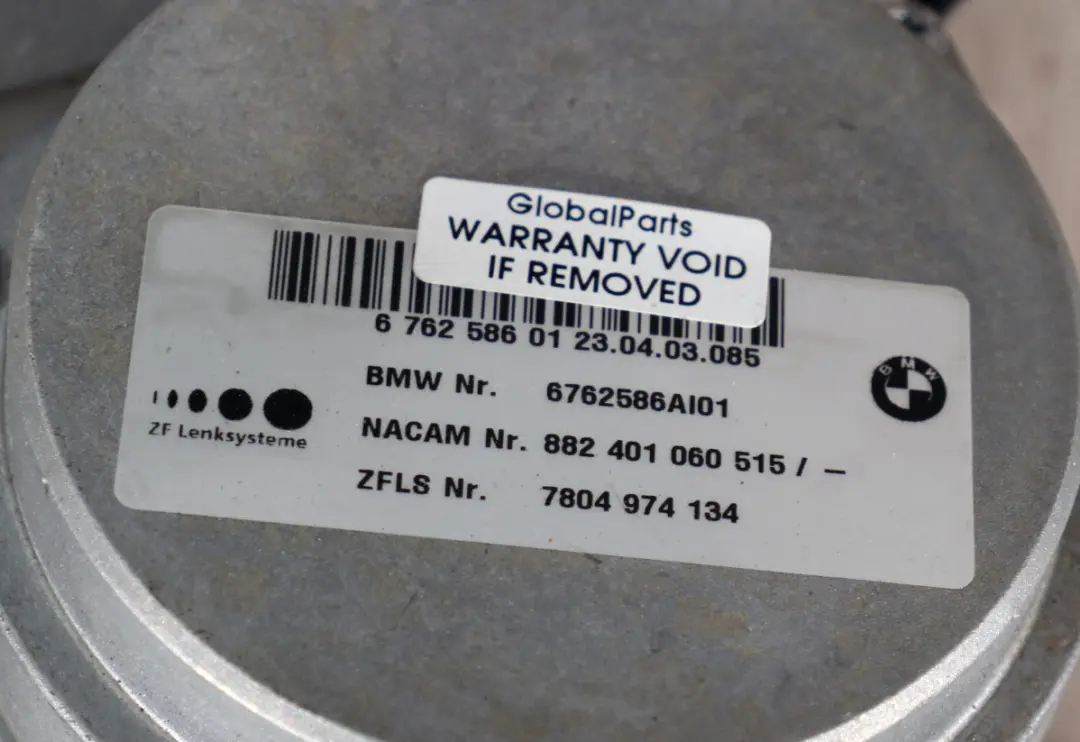 GlobalParts
WARRANTY VOID
IF REMOVED
6 762 586 01 23.04.03.085
BMW Nr. 6762586AI01
BMW
NACAM Nr. 882 401 060 515 / –
ZF Lenksysteme
ZFLS Nr. 7804 974 134